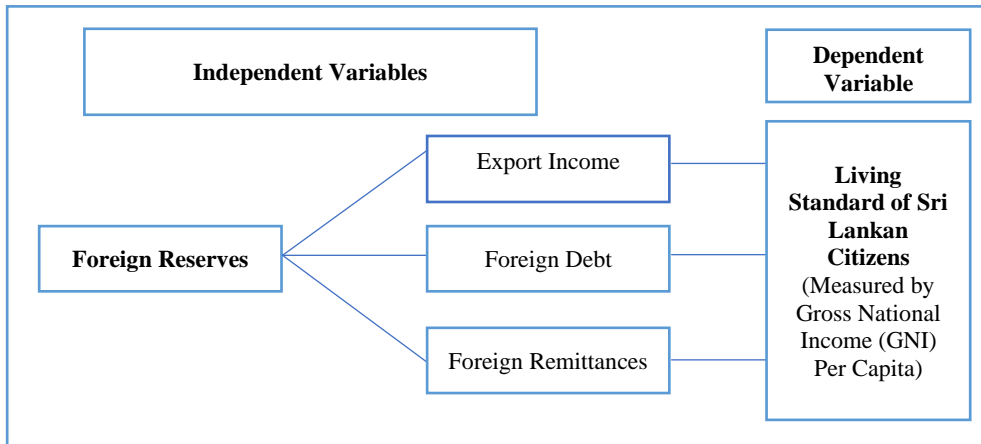 Independent Variables
Dependent
Variable
Export Income
Foreign Reserves
Foreign Debt
Foreign Remittances
Living
Standard of Sri
Lankan
Citizens
(Measured by
Gross National
Income (GNI)
Per Capita)